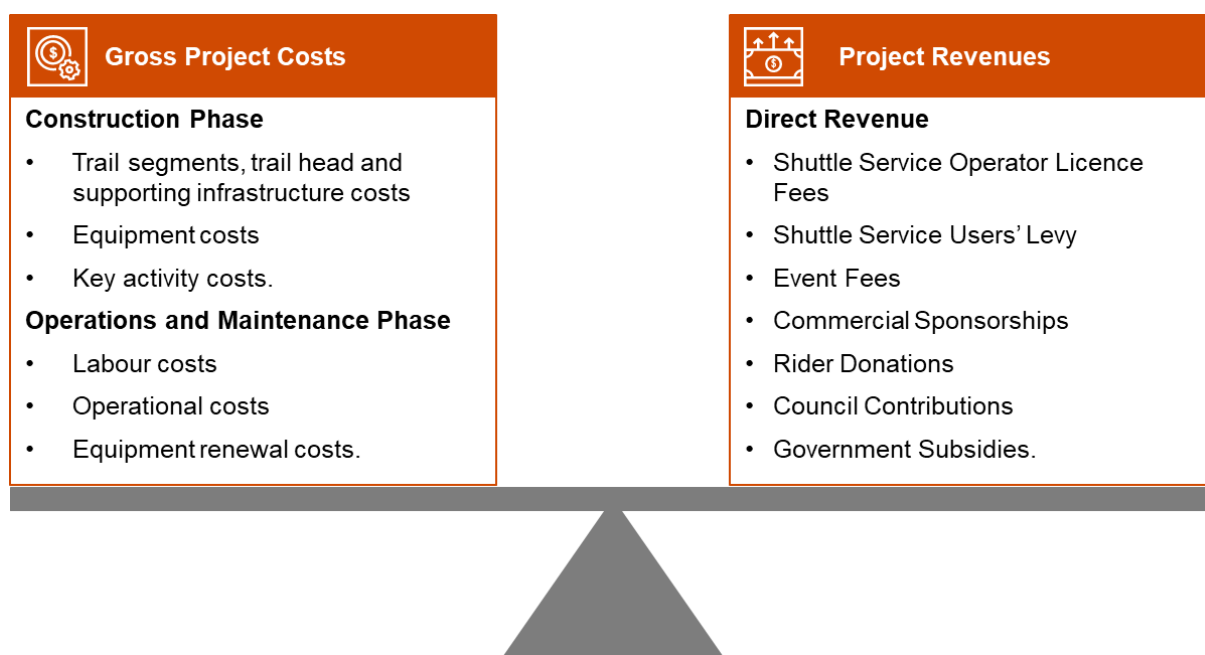 Gross Project Costs
Construction Phase
• Trail segments, trail head and
supporting infrastructure costs
• Equipment costs
• Key activity costs.
Operations and Maintenance Phase
• Labour costs
• Operational costs
• Equipment renewal costs.
Project Revenues
Direct Revenue
• Shuttle Service Operator Licence
Fees
• Shuttle Service Users’ Levy
• Event Fees
• Commercial Sponsorships
• Rider Donations
• Council Contributions
• Government Subsidies.